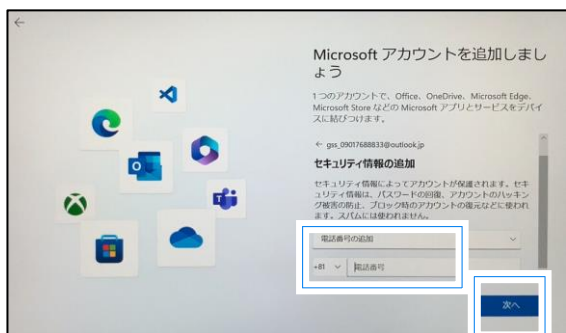 ←
Microsoft アカウントを追加しまし
ょう
1 つのアカウントで、Office、OneDrive、Microsoft Edge、
Microsoft Store などの Microsoft アプリとサービスをデバイ
スに結びつけます。
← gss_09017688833@outlook.jp
セキュリティ情報の追加
セキュリティ情報によってアカウントが保護されます。セキ
ュリティ情報は、パスワードの回復、アカウントのハッキン
グ被害の防止、ブロック時のアカウントの復元などに使われ
ます。スパムには使われません。
電話番号の追加
+81 電話番号
次へ